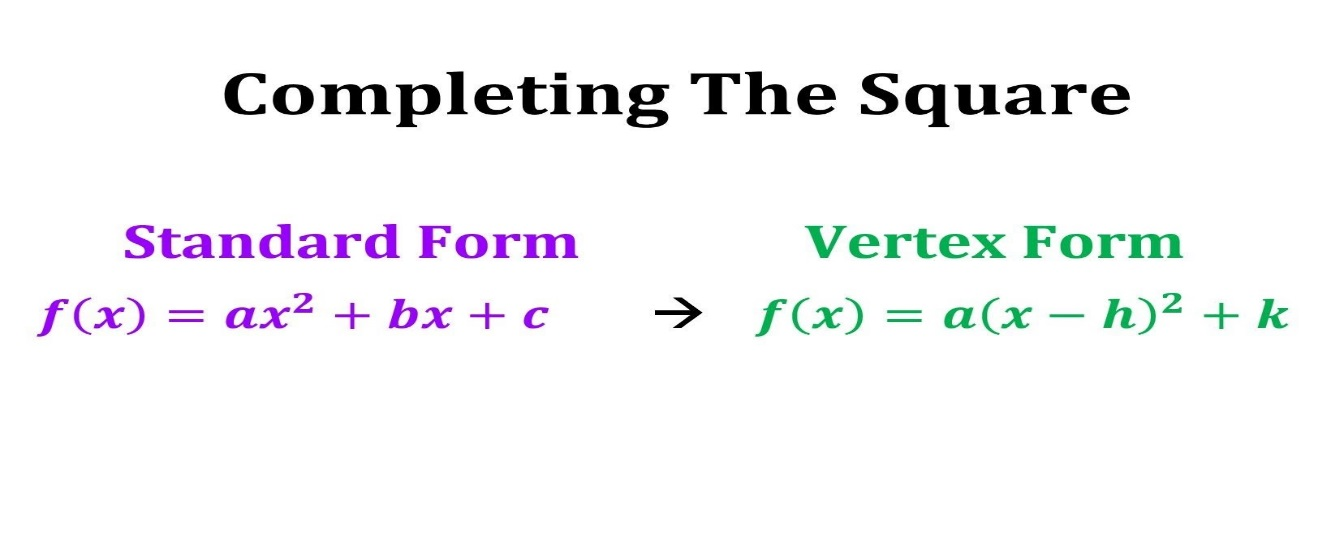 Completing The Square
Standard Form Vertex Form
f(x) = ax² + bx + c → f(x) = a(x − h)² + k